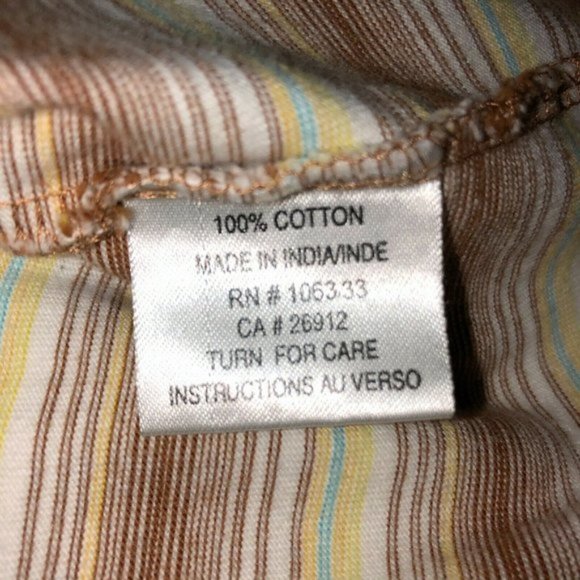 100% COTTON
MADE IN INDIA/INDE
RN # 106333
CA # 26912
TURN FOR CARE
INSTRUCTIONS AU VERSO